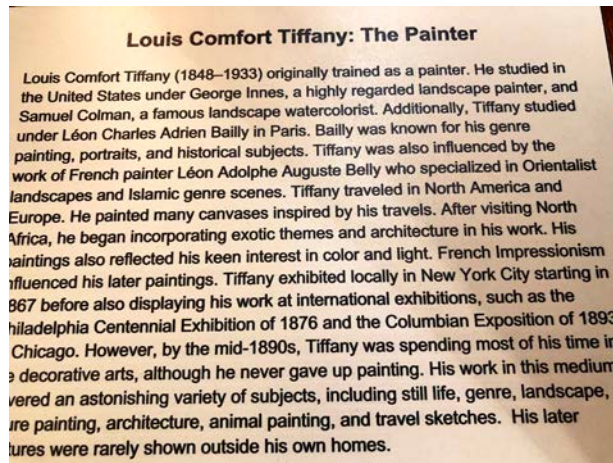 Louis Comfort Tiffany: The Painter
Louis Comfort Tiffany (1848–1933) originally trained as a painter. He studied in
the United States under George Innes, a highly regarded landscape painter, and
Samuel Colman, a famous landscape watercolorist. Additionally, Tiffany studied
under Léon Charles Adrien Bailly in Paris. Bailly was known for his genre
painting, portraits, and historical subjects. Tiffany was also influenced by the
work of French painter Léon Adolphe Auguste Belly who specialized in Orientalist
landscapes and Islamic genre scenes. Tiffany traveled in North America and
Europe. He painted many canvases inspired by his travels. After visiting North
Africa, he began incorporating exotic themes and architecture in his work. His
paintings also reflected his keen interest in color and light. French Impressionism
nfluenced his later paintings. Tiffany exhibited locally in New York City starting in
867 before also displaying his work at international exhibitions, such as the
hiladelphia Centennial Exhibition of 1876 and the Columbian Exposition of 1893
Chicago. However, by the mid-1890s, Tiffany was spending most of his time in
e decorative arts, although he never gave up painting. His work in this medium
vered an astonishing variety of subjects, including still life, genre, landscape,
ure painting, architecture, animal painting, and travel sketches. His later
tures were rarely shown outside his own homes.